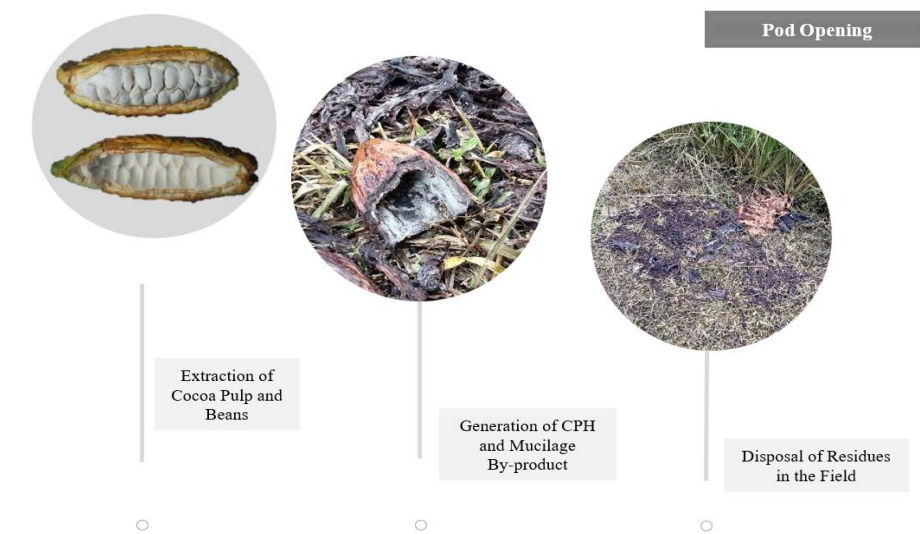 Pod Opening
Extraction of
Cocoa Pulp and
Beans
Generation of CPH
and Mucilage
By-product
Disposal of Residues
in the Field